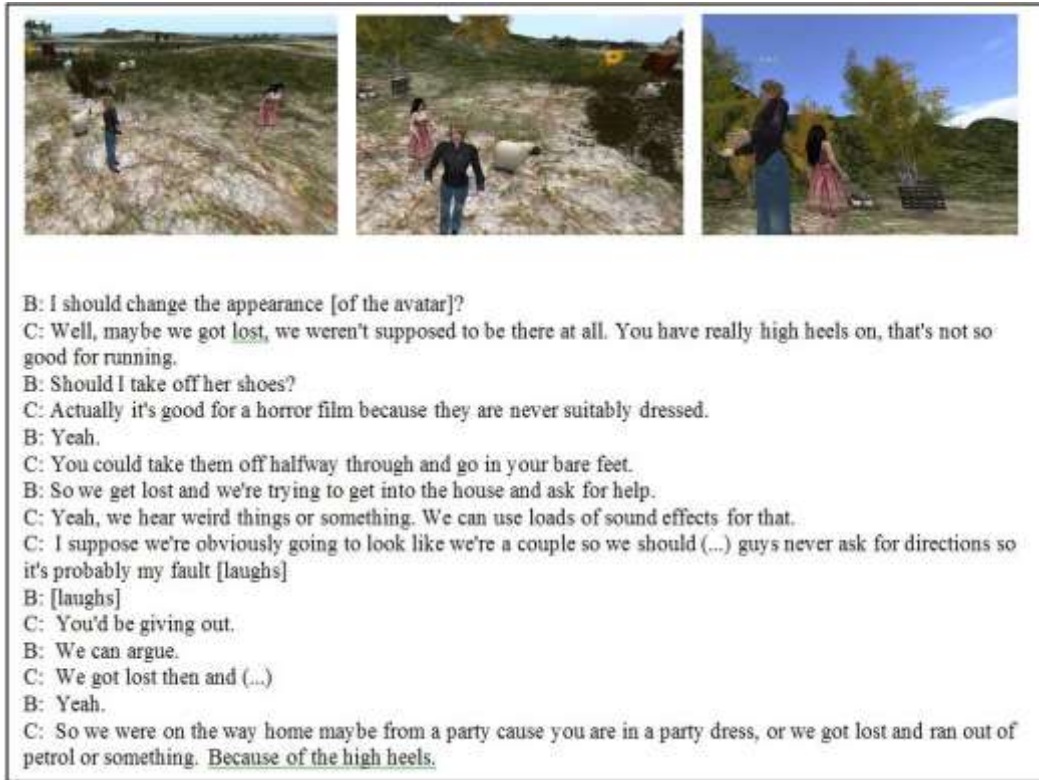 B: I should change the appearance [of the avatar]?
C: Well, maybe we got lost, we weren't supposed to be there at all. You have really high heels on, that's not so
good for running.
B: Should I take off her shoes?
C: Actually it's good for a horror film because they are never suitably dressed.
B: Yeah.
C: You could take them off halfway through and go in your bare feet.
B: So we get lost and we're trying to get into the house and ask for help.
C: Yeah, we hear weird things or something. We can use loads of sound effects for that.
C: I suppose we're obviously going to look like we're a couple so we should (...) guys never ask for directions so
it's probably my fault [laughs]
B: [laughs]
C: You'd be giving out.
B: We can argue.
C: We got lost then and (...)
B: Yeah.
C: So we were on the way home maybe from a party cause you are in a party dress, or we got lost and ran out of
petrol or something. Because of the high heels.